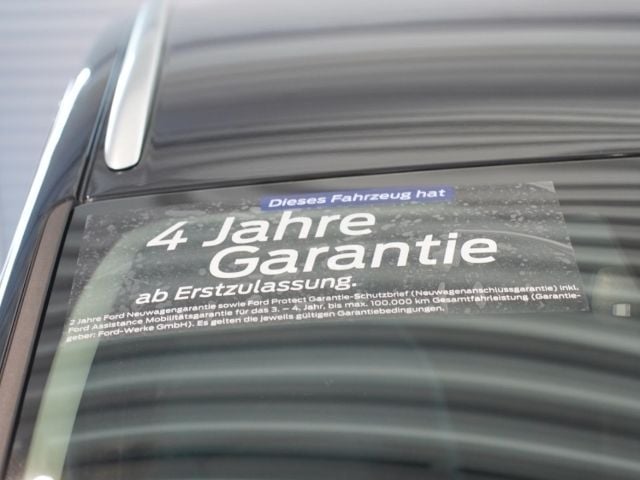 Dieses Fahrzeug hat
4 Jahre
Garantie
ab Erstzulassung.
2 Jahre Ford Neuwagengarantie sowie Ford Protect Garantie-Schutzbrief (Neuwagenanschlussgarantie) inkl.
Ford Assistance Mobilitätsgarantie für das 3. – 4. Jahr, bis max. 100.000 km Gesamtfahrleistung (Garantie-
geber: Ford-Werke GmbH). Es gelten die jeweils gültigen Garantiebedingungen.